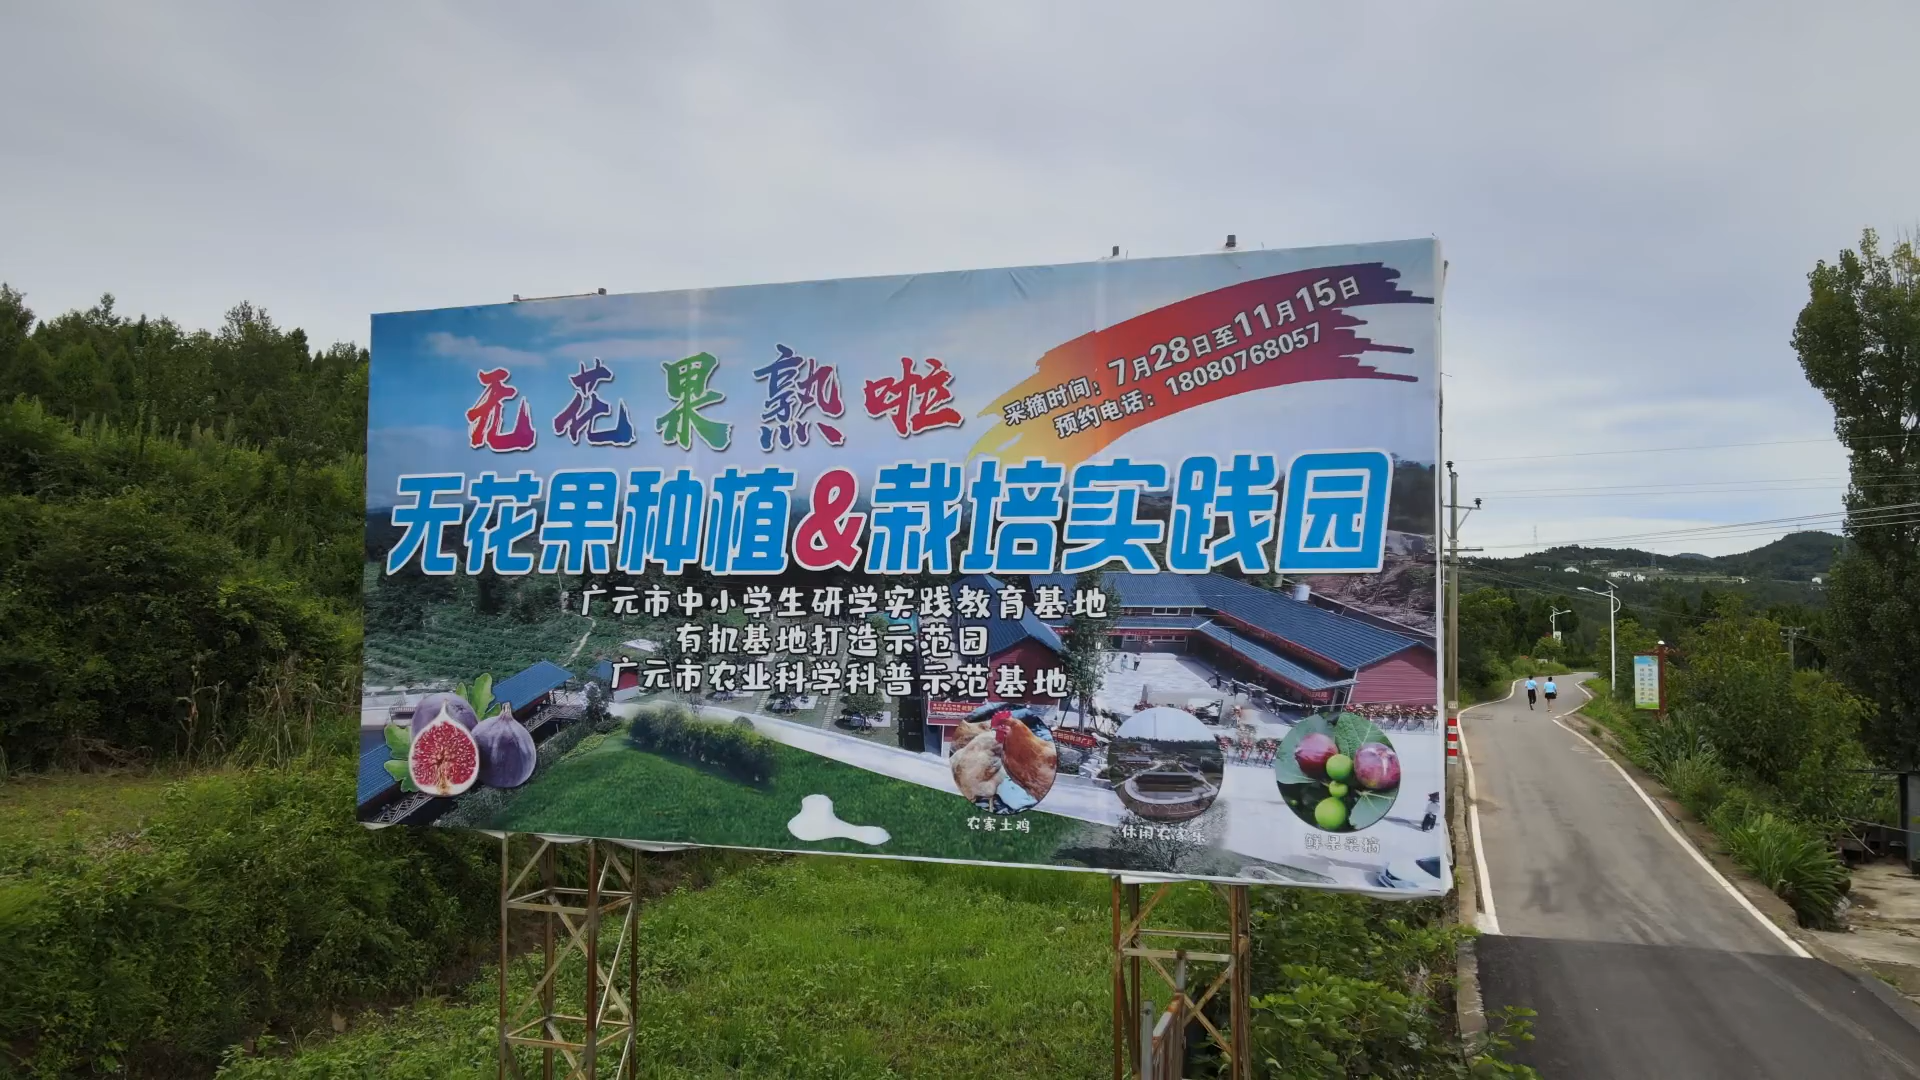 无花果熟啦
采摘时间：7月28日至11月15日
预约电话：18080768057
无花果种植&栽培实践园
广元市中小学生研学实践教育基地
有机基地打造示范园
广元市农业科学科普示范基地
农家土鸡
休闲农家乐
鲜果采摘